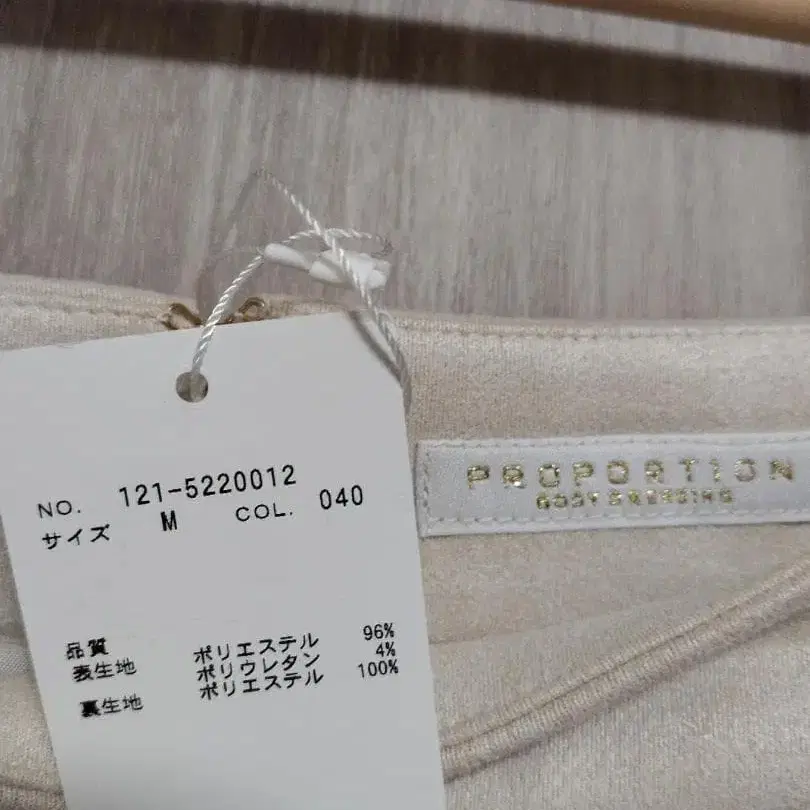 NO. 121-5220012
サイズ M COL. 040
品質
表生地 ポリエステル 96%
ポリウレタン 4%
裏生地 ポリエステル 100%
PROPORTION
BODY DRESSING